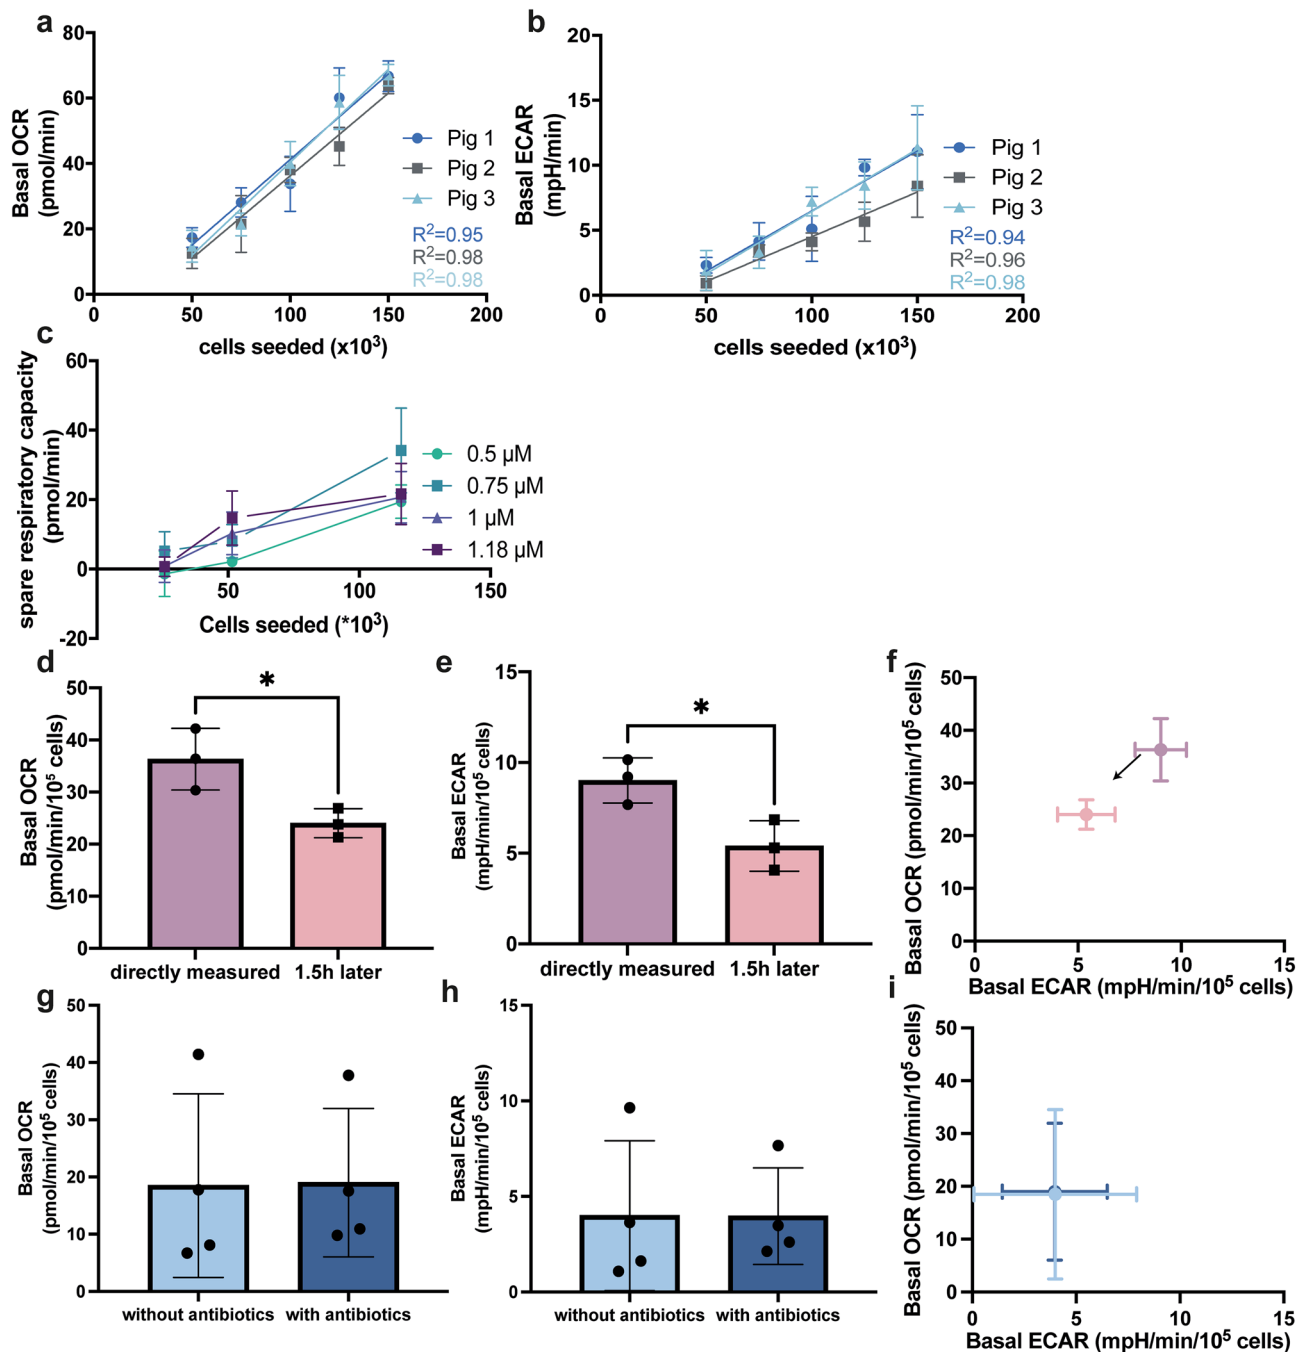 a
Basal OCR
(pmol/min)
80
60
40
20
0
0
50
100
150
200
cells seeded (x10³)
Pig 1
Pig 2
Pig 3
R²=0.95
R²=0.98
R²=0.98
b
Basal ECAR
(mpH/min)
20
15
10
5
0
0
50
100
150
200
cells seeded (x10³)
Pig 1
Pig 2
Pig 3
R²=0.94
R²=0.96
R²=0.98
c
spare respiratory capacity
(pmol/min)
60
40
20
0
-20
50
100
150
Cells seeded (*10³)
0.5 µM
0.75 µM
1 µM
1.18 µM
d
Basal OCR
(pmol/min/10⁵ cells)
50
40
30
20
10
0
*
directly measured
1.5h later
e
Basal ECAR
(mpH/min/10⁵ cells)
15
10
5
0
*
directly measured
1.5h later
f
Basal OCR (pmol/min/10⁵ cells)
50
40
30
20
10
0
0
5
10
15
Basal ECAR (mpH/min/10⁵ cells)
g
Basal OCR
(pmol/min/10⁵ cells)
50
40
30
20
10
0
without antibiotics
with antibiotics
h
Basal ECAR
(mpH/min/10⁵ cells)
15
10
5
0
without antibiotics
with antibiotics
i
Basal OCR (pmol/min/10⁵ cells)
50
40
30
20
10
0
0
5
10
15
Basal ECAR (mpH/min/10⁵ cells)